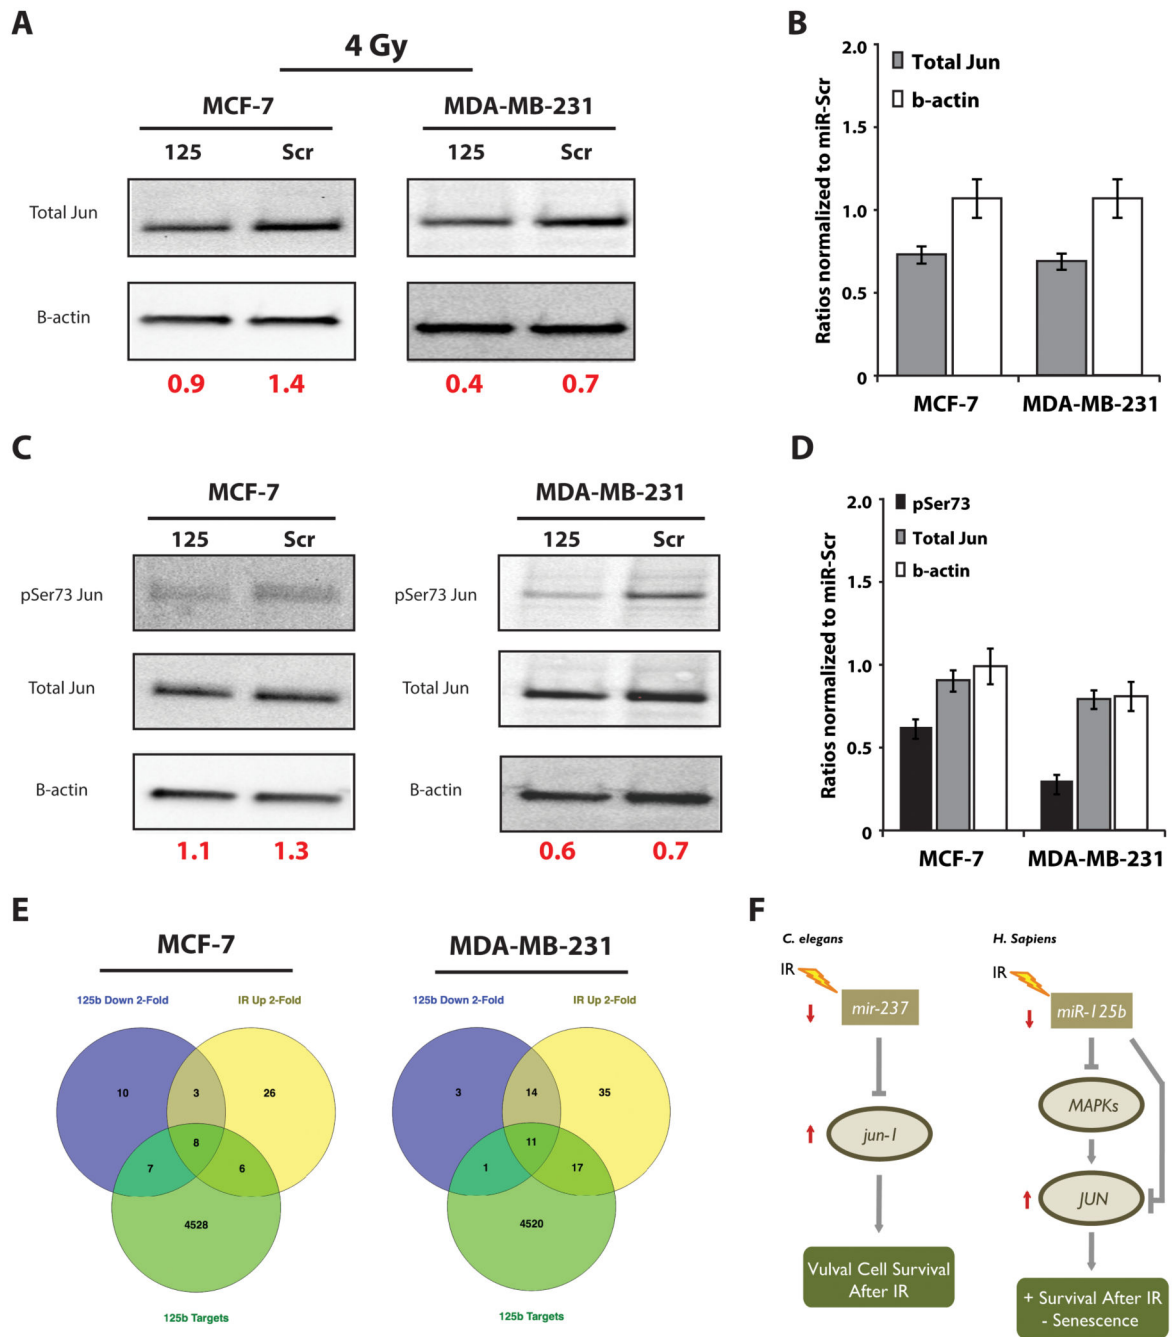 A
4 Gy
MCF-7
MDA-MB-231
125
Scr
125
Scr
Total Jun
B-actin
0.9
1.4
0.4
0.7
B
Ratios normalized to miR-Scr
2.0
1.5
1.0
0.5
0
Total Jun
b-actin
MCF-7
MDA-MB-231
C
MCF-7
MDA-MB-231
125
Scr
125
Scr
pSer73 Jun
pSer73 Jun
Total Jun
Total Jun
B-actin
B-actin
1.1
1.3
0.6
0.7
D
Ratios normalized to miR-Scr
2.0
1.5
1.0
0.5
0
pSer73
Total Jun
b-actin
MCF-7
MDA-MB-231
E
MCF-7
125b Down 2-Fold
IR Up 2-Fold
10
3
26
8
7
6
4528
125b Targets
MDA-MB-231
125b Down 2-Fold
IR Up 2-Fold
3
14
35
11
1
17
4520
125b Targets
F
C. elegans
IR
mir-237
jun-1
Vulval Cell Survival
After IR
H. Sapiens
IR
miR-125b
MAPKs
JUN
+ Survival After IR
- Senescence